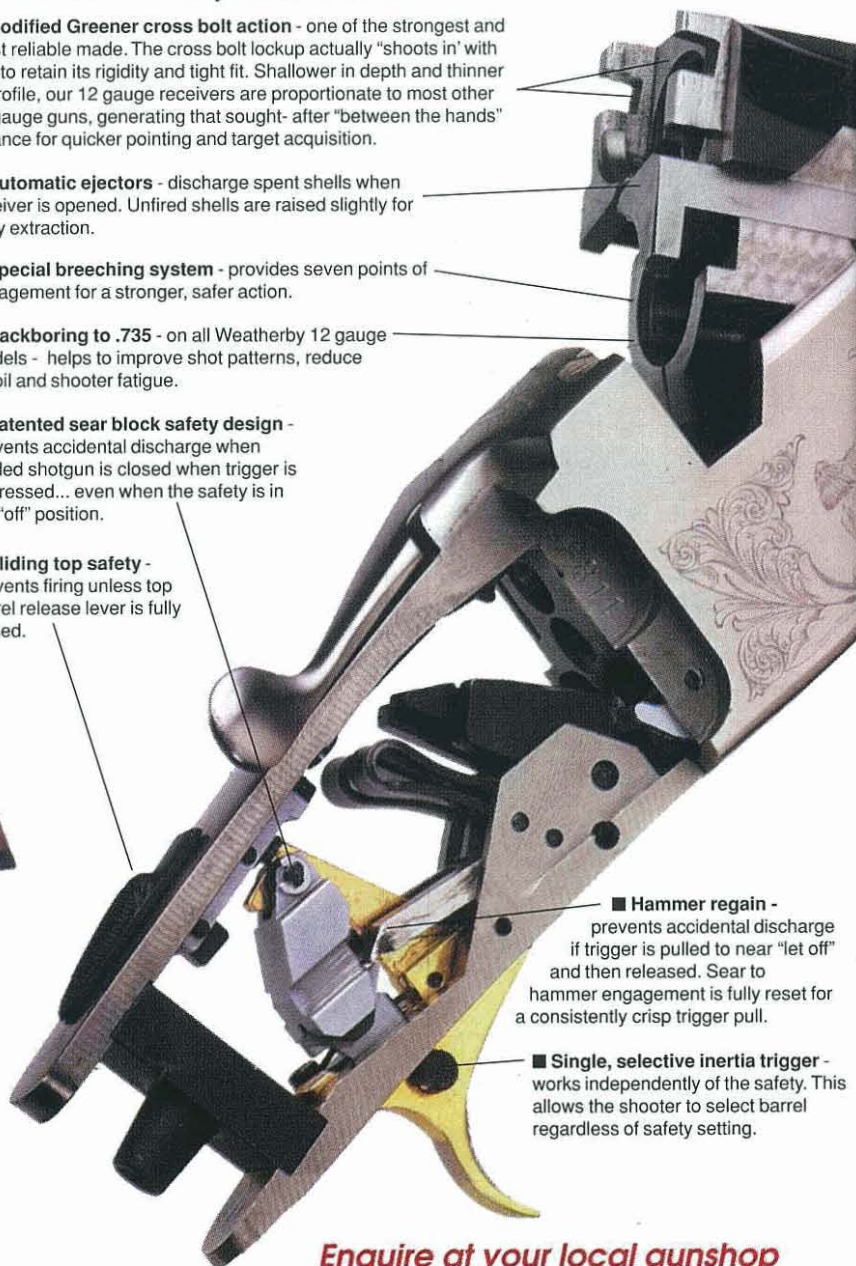 odified Greener cross bolt action - one of the strongest and
t reliable made. The cross bolt lockup actually “shoots in’ with
to retain its rigidity and tight fit. Shallower in depth and thinner
rofile, our 12 gauge receivers are proportionate to most other
auge guns, generating that sought- after “between the hands”
ance for quicker pointing and target acquisition.
utomatic ejectors - discharge spent shells when
eiver is opened. Unfired shells are raised slightly for
y extraction.
pecial breeching system - provides seven points of
agement for a stronger, safer action.
ackboring to .735 - on all Weatherby 12 gauge
dels - helps to improve shot patterns, reduce
oil and shooter fatigue.
atented sear block safety design -
vents accidental discharge when
ded shotgun is closed when trigger is
ressed... even when the safety is in
“off” position.
liding top safety -
vents firing unless top
rel release lever is fully
sed.
■ Hammer regain -
prevents accidental discharge
if trigger is pulled to near “let off”
and then released. Sear to
hammer engagement is fully reset for
a consistently crisp trigger pull.
■ Single, selective inertia trigger -
works independently of the safety. This
allows the shooter to select barrel
regardless of safety setting.
Enquire at your local gunshop